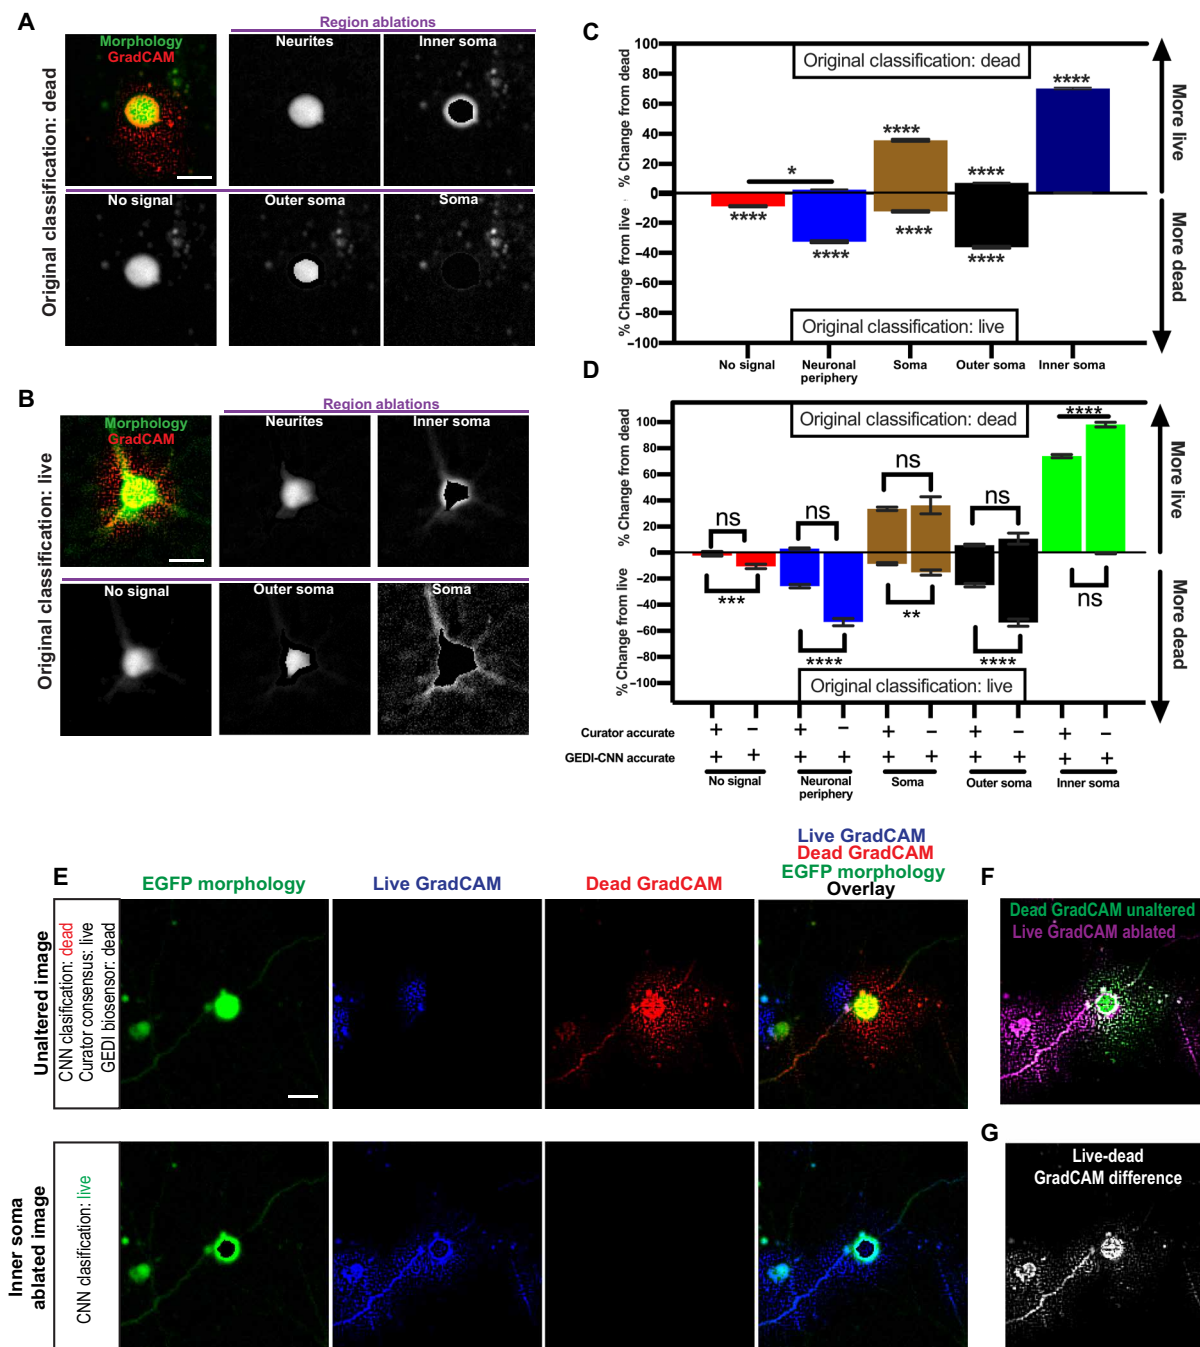 A
Region ablations
Morphology
GradCAM
Neurites
Inner soma
Original classification: dead
No signal
Outer soma
Soma
B
Region ablations
Morphology
GradCAM
Neurites
Inner soma
Original classification: live
No signal
Outer soma
Soma
C
100
80
60
40
20
0
−20
−40
−60
−80
−100
% Change from dead
% Change from live
Original classification: dead
Original classification: live
*
****
****
****
****
****
****
****
More live
More dead
No signal
Neuronal
periphery
Soma
Outer soma
Inner soma
D
100
80
60
40
20
0
−20
−40
−60
−80
−100
% Change from dead
% Change from live
Original classification: dead
Original classification: live
ns
ns
ns
ns
****
***
****
**
****
ns
More live
More dead
Curator accurate
+ − + − + − + − + −
GEDI-CNN accurate
+ + + + + + + + + +
No signal
Neuronal
periphery
Soma
Outer soma
Inner soma
E
EGFP morphology
Live GradCAM
Dead GradCAM
Live GradCAM
Dead GradCAM
EGFP morphology
Overlay
Unaltered image
CNN clasification: dead
Curator consensus: live
GEDI biosensor: dead
Inner soma
ablated image
CNN clasification: live
F
Dead GradCAM unaltered
Live GradCAM ablated
G
Live-dead
GradCAM difference